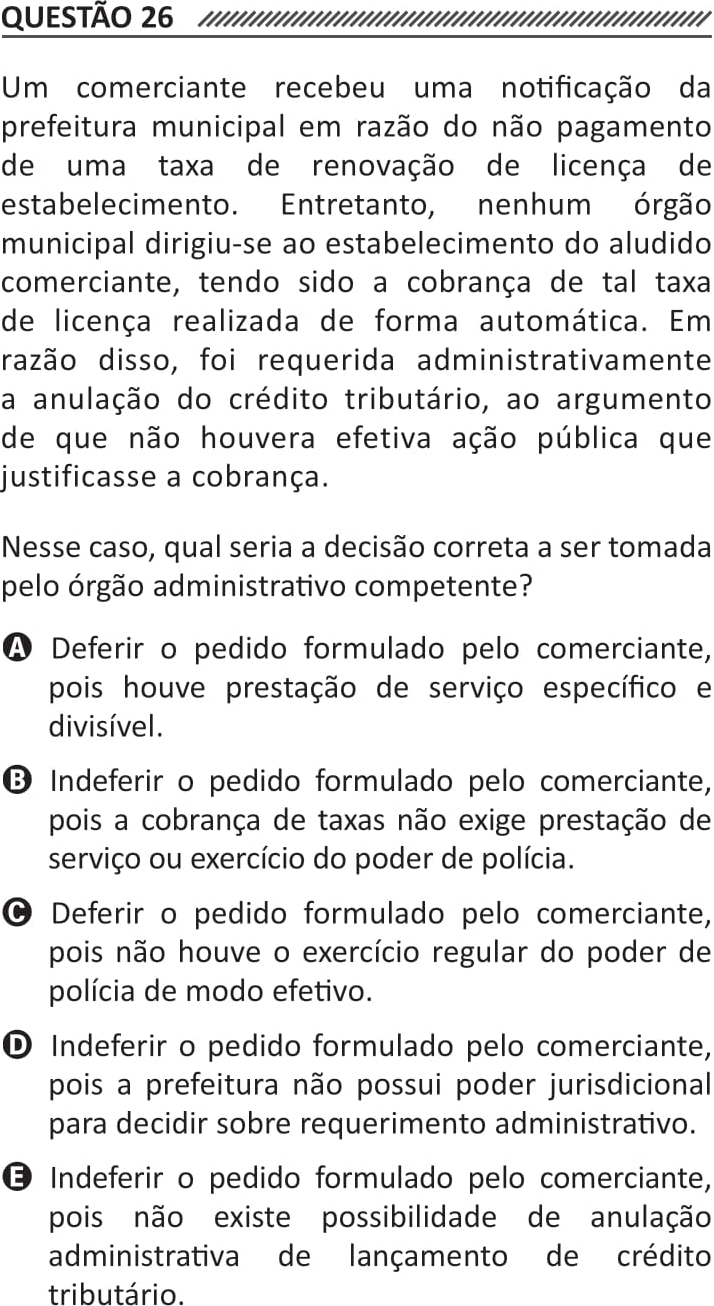 QUESTÃO 26
Um comerciante recebeu uma notificação da
prefeitura municipal em razão do não pagamento
de uma taxa de renovação de licença de
estabelecimento. Entretanto, nenhum órgão
municipal dirigiu-se ao estabelecimento do aludido
comerciante, tendo sido a cobrança de tal taxa
de licença realizada de forma automática. Em
razão disso, foi requerida administrativamente
a anulação do crédito tributário, ao argumento
de que não houvera efetiva ação pública que
justificasse a cobrança.
Nesse caso, qual seria a decisão correta a ser tomada
pelo órgão administrativo competente?
A Deferir o pedido formulado pelo comerciante,
pois houve prestação de serviço específico e
divisível.
B Indeferir o pedido formulado pelo comerciante,
pois a cobrança de taxas não exige prestação de
serviço ou exercício do poder de polícia.
C Deferir o pedido formulado pelo comerciante,
pois não houve o exercício regular do poder de
polícia de modo efetivo.
D Indeferir o pedido formulado pelo comerciante,
pois a prefeitura não possui poder jurisdicional
para decidir sobre requerimento administrativo.
E Indeferir o pedido formulado pelo comerciante,
pois não existe possibilidade de anulação
administrativa de lançamento de crédito
tributário.